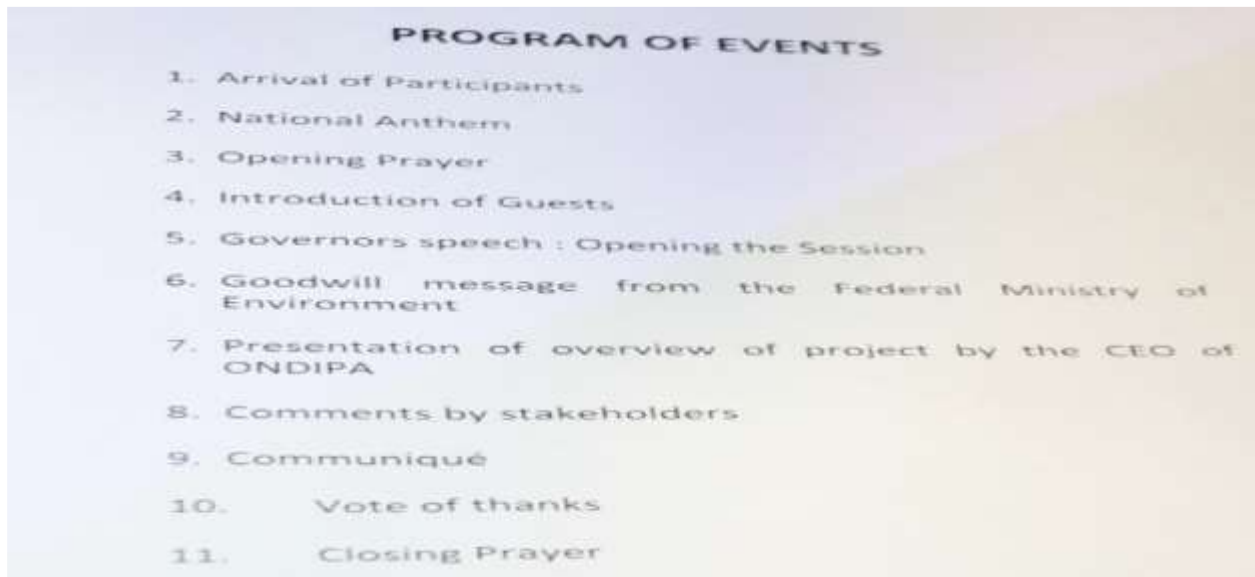 PROGRAM OF EVENTS
1. Arrival of Participants
2. National Anthem
3. Opening Prayer
4. Introduction of Guests
5. Governors speech : Opening the Session
6. Goodwill message from the Federal Ministry of
Environment
7. Presentation of overview of project by the CEO of
ONDIPA
8. Comments by stakeholders
9. Communiqué
10. Vote of thanks
11. Closing Prayer